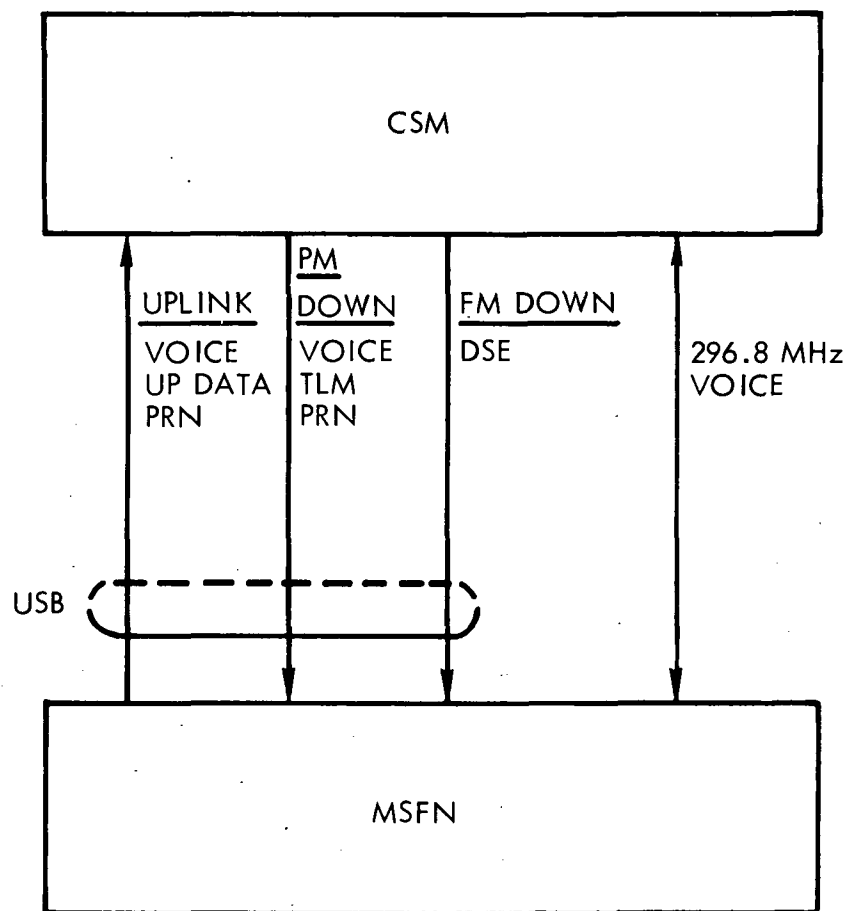 CSM
UPLINK
VOICE
UP DATA
PRN
PM
DOWN
VOICE
TLM
PRN
FM DOWN
DSE
296.8 MHz
VOICE
USB
MSFN